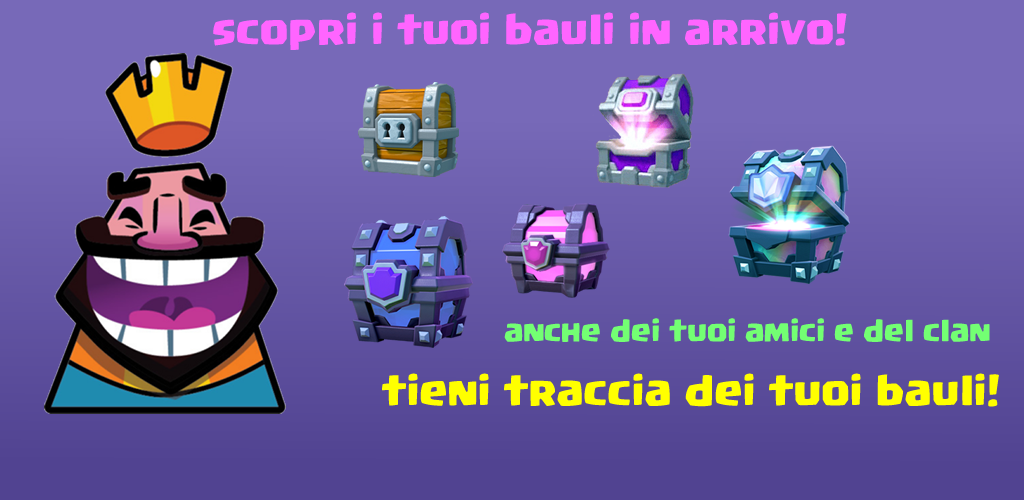 scopri i tuoi bauli in arrivo!
anche dei tuoi amici e del clan
tieni traccia dei tuoi bauli!